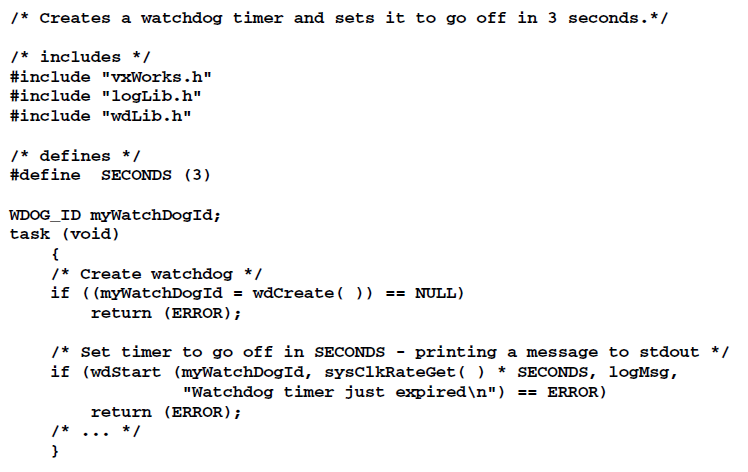 /* Creates a watchdog timer and sets it to go off in 3 seconds.*/

/* includes */
#include "vxWorks.h"
#include "logLib.h"
#include "wdLib.h"

/* defines */
#define  SECONDS (3)

WDOG_ID myWatchDogId;
task (void)
    {
    /* Create watchdog */
    if ((myWatchDogId = wdCreate( )) == NULL)
        return (ERROR);

    /* Set timer to go off in SECONDS - printing a message to stdout */
    if (wdStart (myWatchDogId, sysClkRateGet( ) * SECONDS, logMsg,
                 "Watchdog timer just expired\n") == ERROR)
        return (ERROR);
    /* ... */
    }